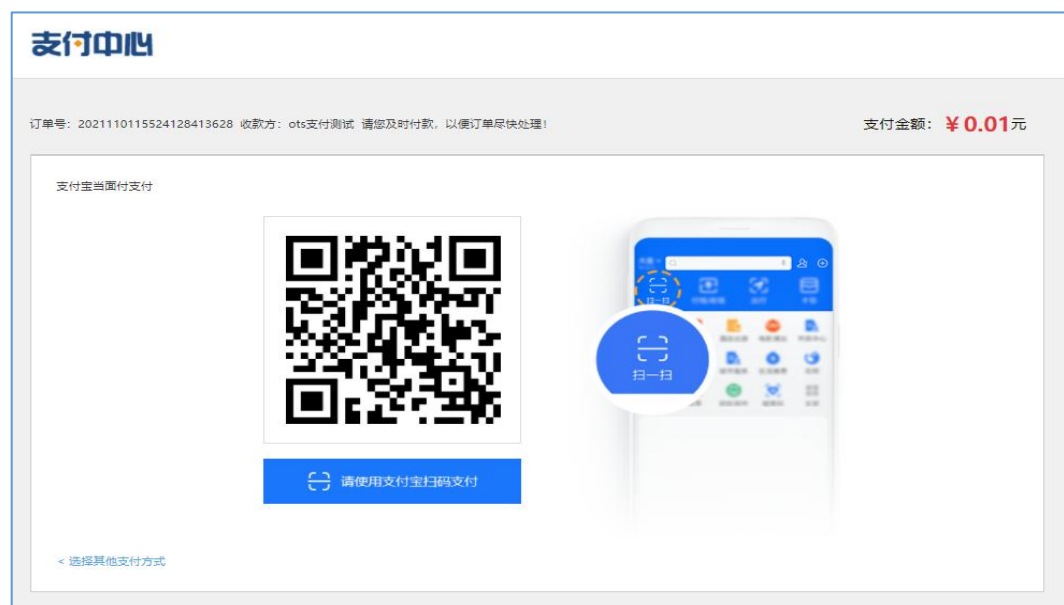 支付中心
订单号：2021110115524128413628 收款方：ots支付测试 请您及时付款，以便订单尽快处理！
支付金额：￥0.01元
支付宝当面付支付
扫一扫
扫一扫
请使用支付宝扫码支付
< 选择其他支付方式